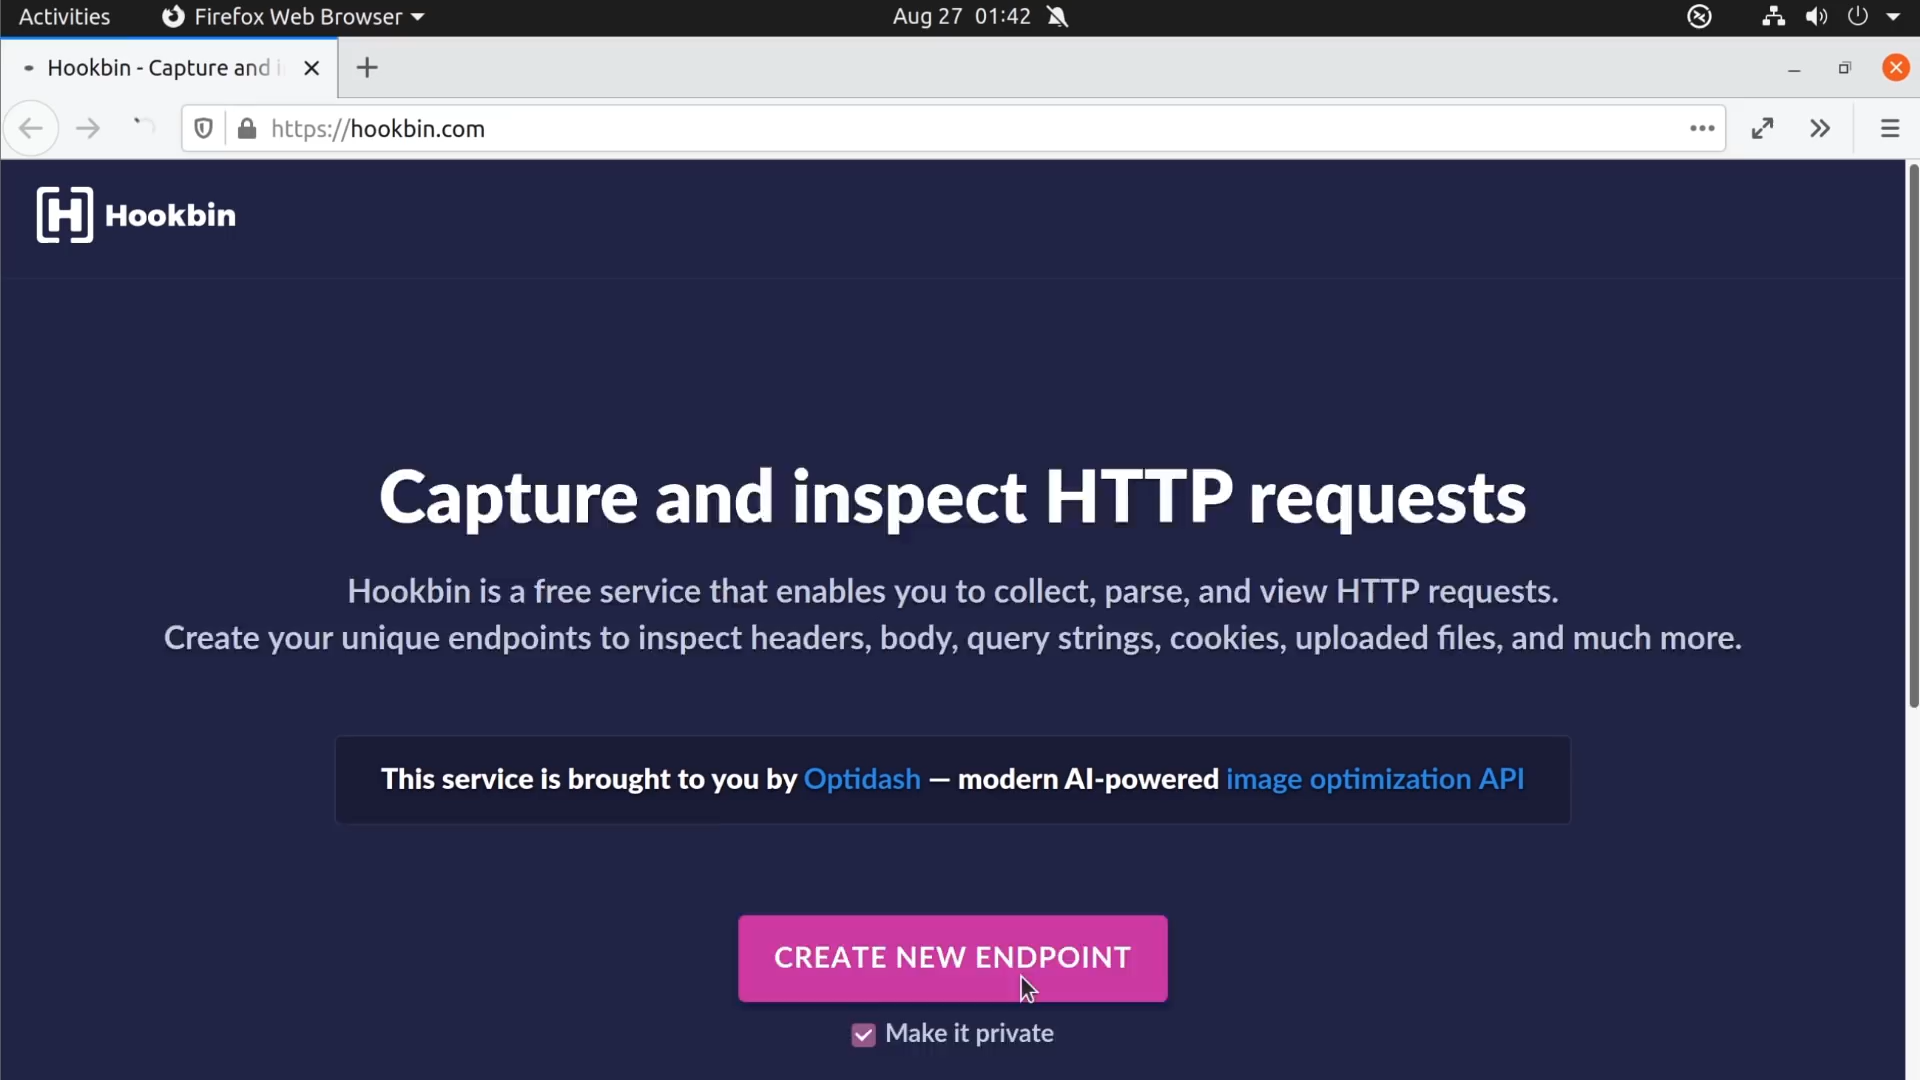 Activities Firefox Web Browser Aug 27 01:42
Hookbin - Capture and i
https://hookbin.com
Hookbin
Capture and inspect HTTP requests
Hookbin is a free service that enables you to collect, parse, and view HTTP requests.
Create your unique endpoints to inspect headers, body, query strings, cookies, uploaded files, and much more.
This service is brought to you by Optidash — modern AI-powered image optimization API
CREATE NEW ENDPOINT
Make it private